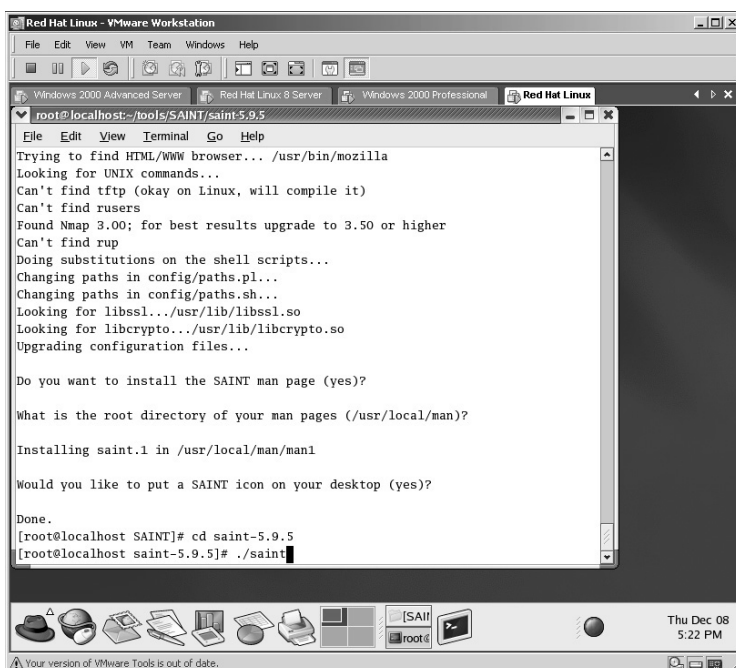 Red Hat Linux - VMware Workstation
File Edit View VM Team Windows Help
Windows 2000 Advanced Server Red Hat Linux 8 Server Windows 2000 Professional Red Hat Linux
root@localhost:~/tools/SAINT/saint-5.9.5
File Edit View Terminal Go Help
Trying to find HTML/WWW browser... /usr/bin/mozilla
Looking for UNIX commands...
Can't find tftp (okay on Linux, will compile it)
Can't find rusers
Found Nmap 3.00; for best results upgrade to 3.50 or higher
Can't find rup
Doing substitutions on the shell scripts...
Changing paths in config/paths.pl...
Changing paths in config/paths.sh...
Looking for libssl.../usr/lib/libssl.so
Looking for libcrypto.../usr/lib/libcrypto.so
Upgrading configuration files...
Do you want to install the SAINT man page (yes)?
What is the root directory of your man pages (/usr/local/man)?
Installing saint.1 in /usr/local/man/man1
Would you like to put a SAINT icon on your desktop (yes)?
Done.
[root@localhost SAINT]# cd saint-5.9.5
[root@localhost saint-5.9.5]# ./saint
[SAII
root@
Thu Dec 08
5:22 PM
Your version of VMware Tools is out of date.